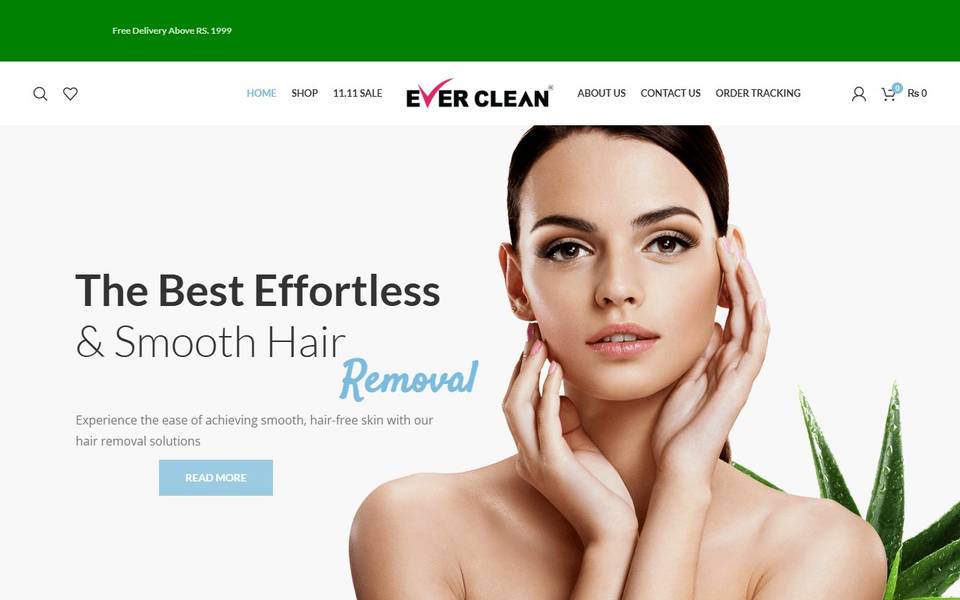 Free Delivery Above RS. 1999
HOME SHOP 11.11 SALE EVER CLEAN ® ABOUT US CONTACT US ORDER TRACKING 0 ₨ 0
The Best Effortless
& Smooth Hair
Removal
Experience the ease of achieving smooth, hair-free skin with our
hair removal solutions
READ MORE